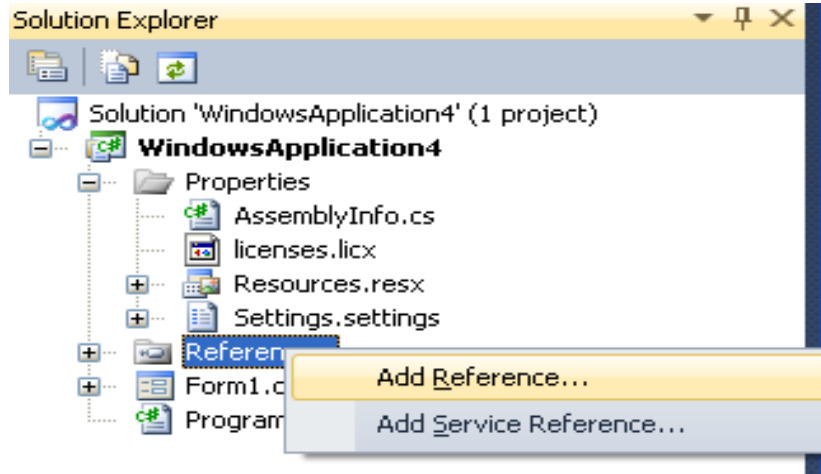 Solution Explorer
Solution 'WindowsApplication4' (1 project)
WindowsApplication4
Properties
AssemblyInfo.cs
licenses.licx
Resources.resx
Settings.settings
Referen
Add Reference...
Form1.c
Program
Add Service Reference...